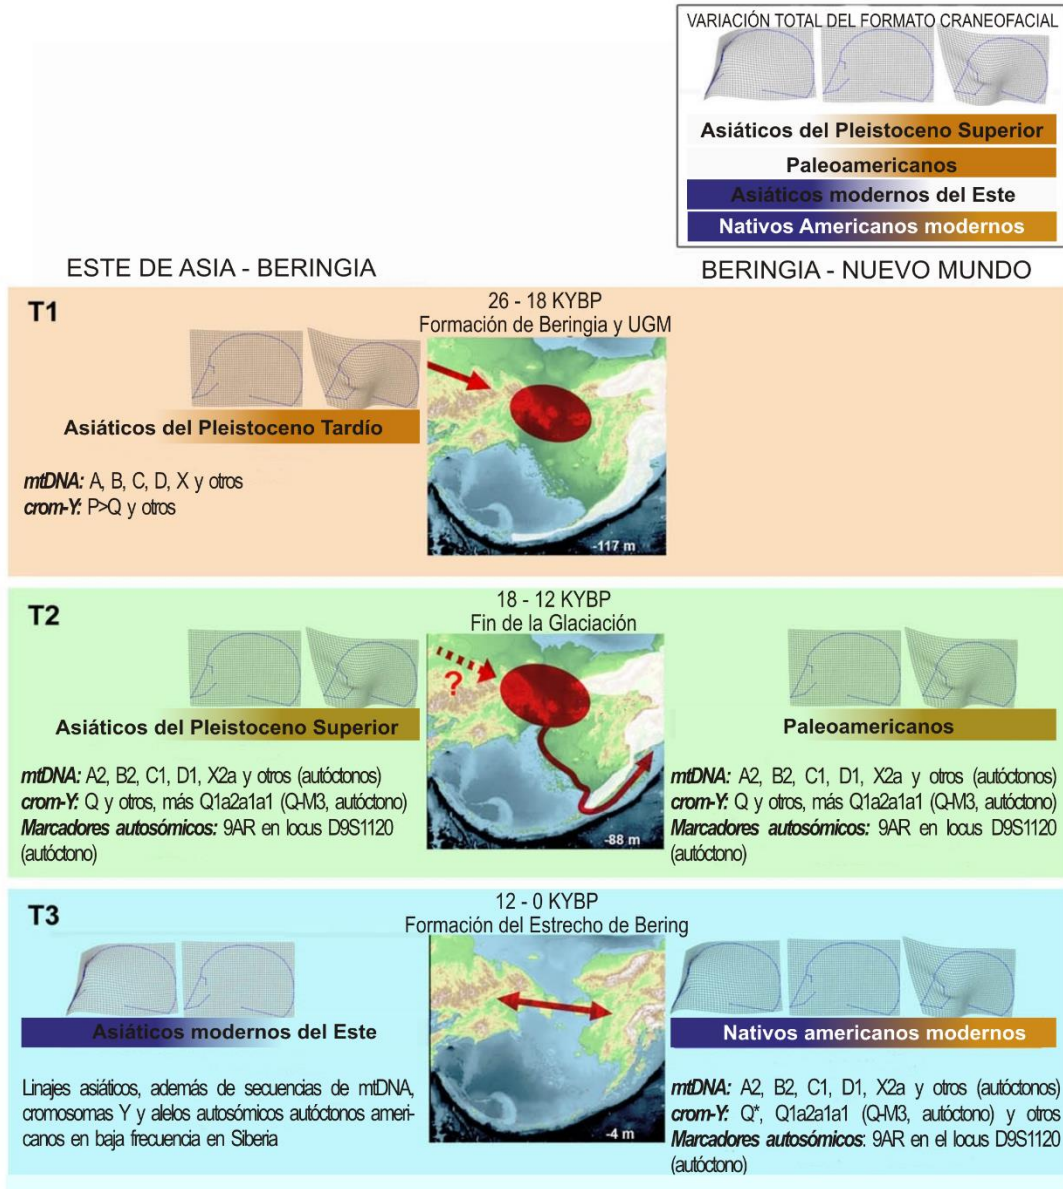 VARIACIÓN TOTAL DEL FORMATO CRANEOFACIAL
Asiáticos del Pleistoceno Superior
Paleoamericanos
Asiáticos modernos del Este
Nativos Americanos modernos
ESTE DE ASIA - BERINGIA
BERINGIA - NUEVO MUNDO
T1
26 - 18 KYBP
Formación de Beringia y UGM
Asiáticos del Pleistoceno Tardío
mtDNA: A, B, C, D, X y otros
crom-Y: P>Q y otros
-117 m
T2
18 - 12 KYBP
Fin de la Glaciación
?
Asiáticos del Pleistoceno Superior
mtDNA: A2, B2, C1, D1, X2a y otros (autóctonos)
crom-Y: Q y otros, más Q1a2a1a1 (Q-M3, autóctono)
Marcadores autosómicos: 9AR en locus D9S1120
(autóctono)
-88 m
Paleoamericanos
mtDNA: A2, B2, C1, D1, X2a y otros (autóctonos)
crom-Y: Q y otros, más Q1a2a1a1 (Q-M3, autóctono)
Marcadores autosómicos: 9AR en locus D9S1120
(autóctono)
T3
12 - 0 KYBP
Formación del Estrecho de Bering
Asiáticos modernos del Este
Linajes asiáticos, además de secuencias de mtDNA,
cromosomas Y y alelos autosómicos autóctonos ameri-
canos en baja frecuencia en Siberia
-4 m
Nativos americanos modernos
mtDNA: A2, B2, C1, D1, X2a y otros (autóctonos)
crom-Y: Q*, Q1a2a1a1 (Q-M3, autóctono) y otros
Marcadores autosómicos: 9AR en el locus D9S1120
(autóctono)